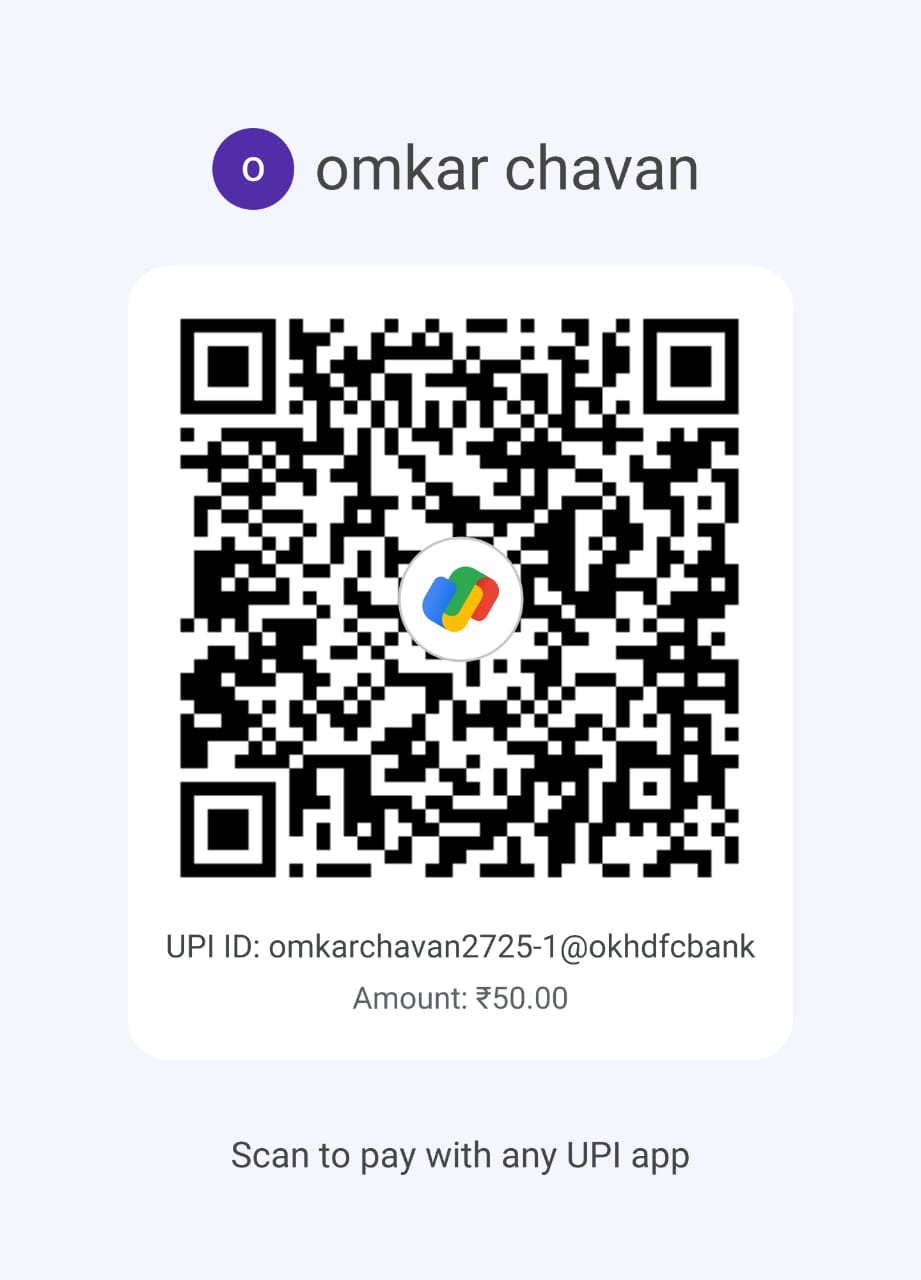 O omkar chavan
UPI ID: omkarchavan2725-1@okhdfcbank
Amount: ₹50.00
Scan to pay with any UPI app